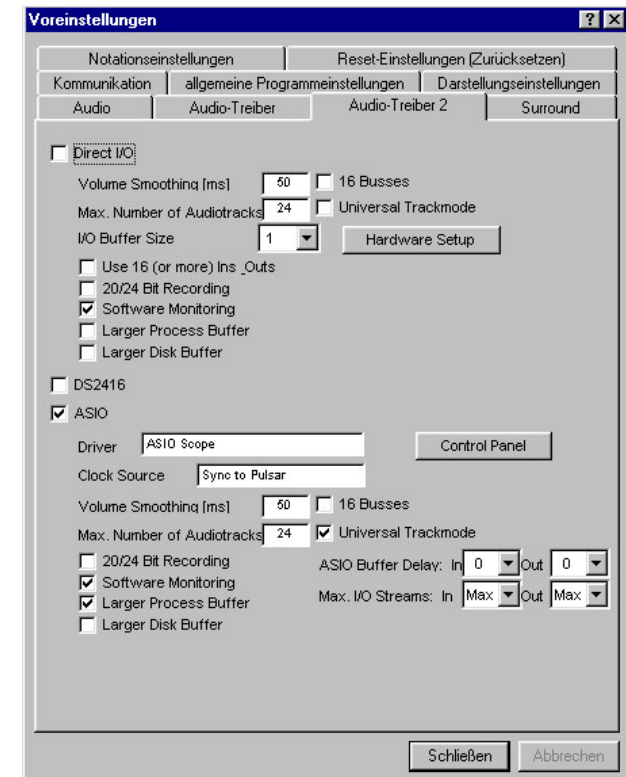 Voreinstellungen
Notationseinstellungen Reset-Einstellungen (Zurücksetzen)
Kommunikation allgemeine Programmeinstellungen Darstellungseinstellungen
Audio Audio-Treiber Audio-Treiber 2 Surround
Direct I/O
Volume Smoothing [ms] 50 16 Busses
Max. Number of Audiotracks 24 Universal Trackmode
I/O Buffer Size 1 Hardware Setup
Use 16 (or more) Ins_Outs
20/24 Bit Recording
Software Monitoring
Larger Process Buffer
Larger Disk Buffer
DS2416
ASIO
Driver ASIO Scope Control Panel
Clock Source Sync to Pulsar
Volume Smoothing [ms] 50 16 Busses
Max. Number of Audiotracks 24 Universal Trackmode
20/24 Bit Recording ASIO Buffer Delay: In 0 Out 0
Software Monitoring
Larger Process Buffer Max. I/O Streams: In Max Out Max
Larger Disk Buffer
Schließen Abbrechen